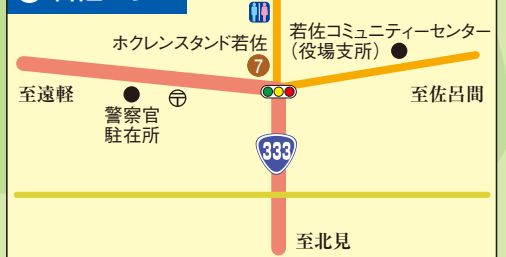 ホクレンスタンド若佐
若佐コミュニティーセンター
(役場支所)
7
至遠軽
至佐呂間
警察官
駐在所
〒
333
至北見